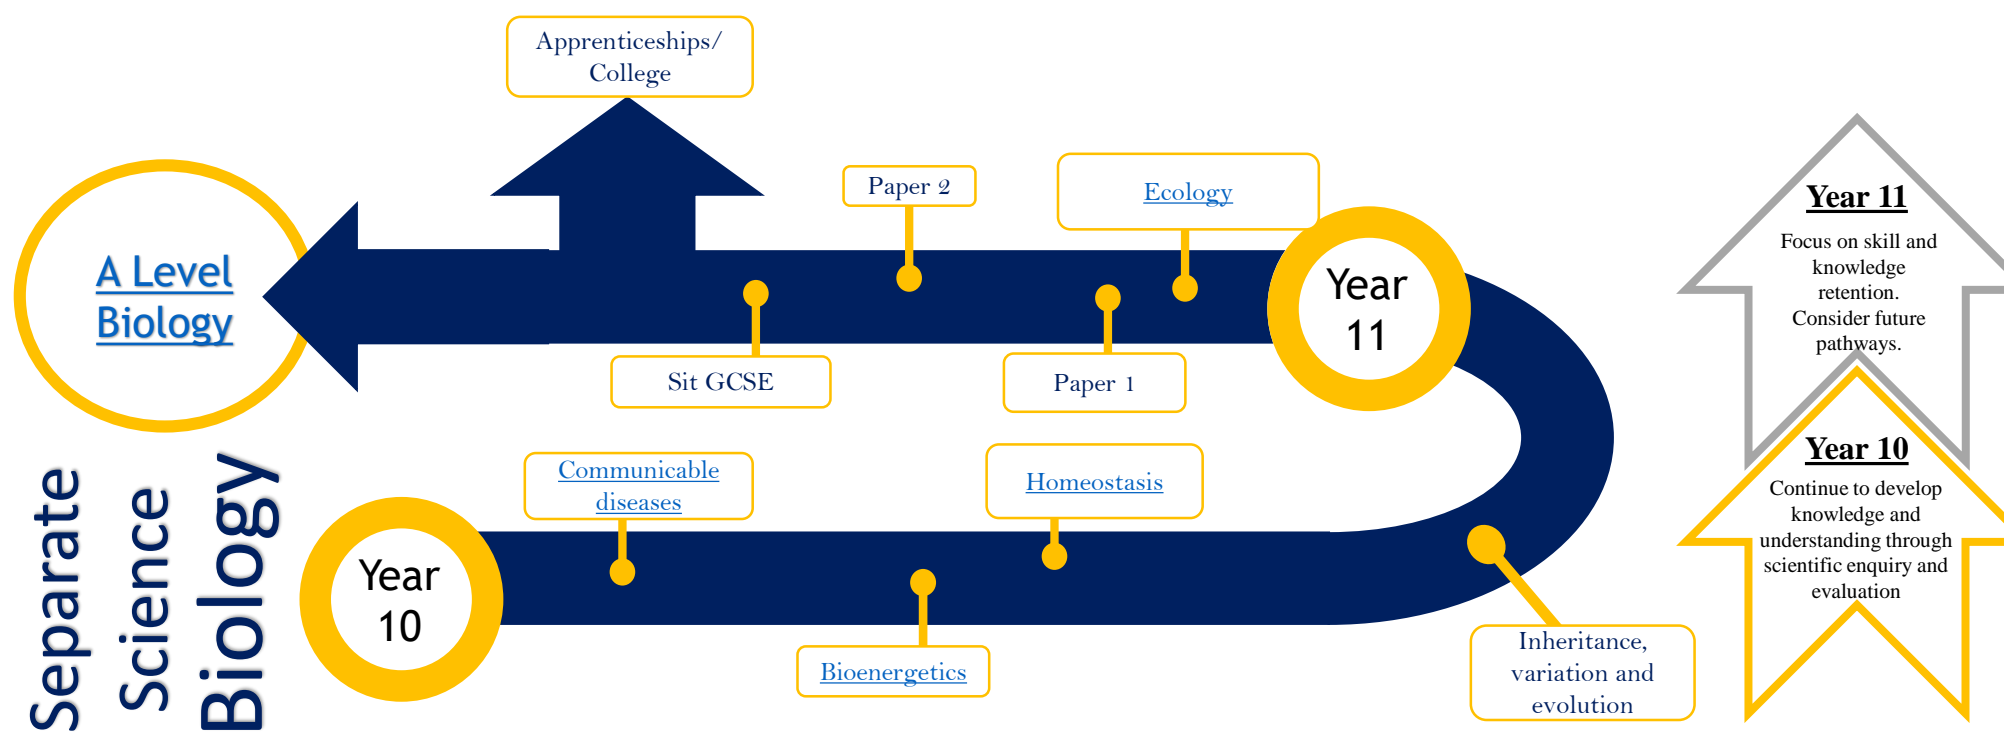 Apprenticeships/
College
Paper 2
Ecology
A Level
Biology
Year
11
Sit GCSE
Paper 1
Year 11
Focus on skill and
knowledge
retention.
Consider future
pathways.
Separate
Science
Biology
Year
10
Communicable
diseases
Homeostasis
Bioenergetics
Inheritance,
variation and
evolution
Year 10
Continue to develop
knowledge and
understanding through
scientific enquiry and
evaluation